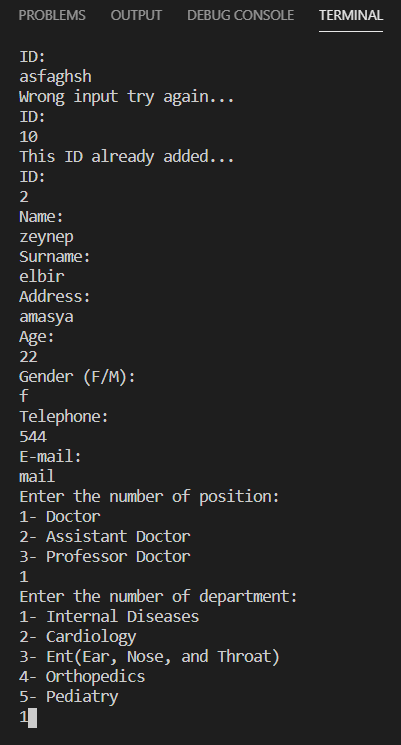 PROBLEMS OUTPUT DEBUG CONSOLE TERMINAL
ID:
asfaghsh
Wrong input try again...
ID:
10
This ID already added...
ID:
2
Name:
zeynep
Surname:
elbir
Address:
amasya
Age:
22
Gender (F/M):
f
Telephone:
544
E-mail:
mail
Enter the number of position:
1- Doctor
2- Assistant Doctor
3- Professor Doctor
1
Enter the number of department:
1- Internal Diseases
2- Cardiology
3- Ent(Ear, Nose, and Throat)
4- Orthopedics
5- Pediatry
1